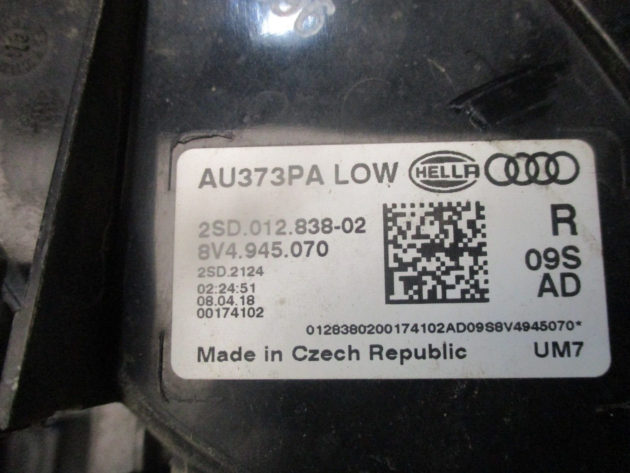 AU373PA LOW HELLA
2SD.012.838-02
R
8V4.945.070
09S
2SD.2124
AD
02:24:51
08.04.18
00174102
0128380200174102AD09S8V4945070*
Made in Czech Republic UM7